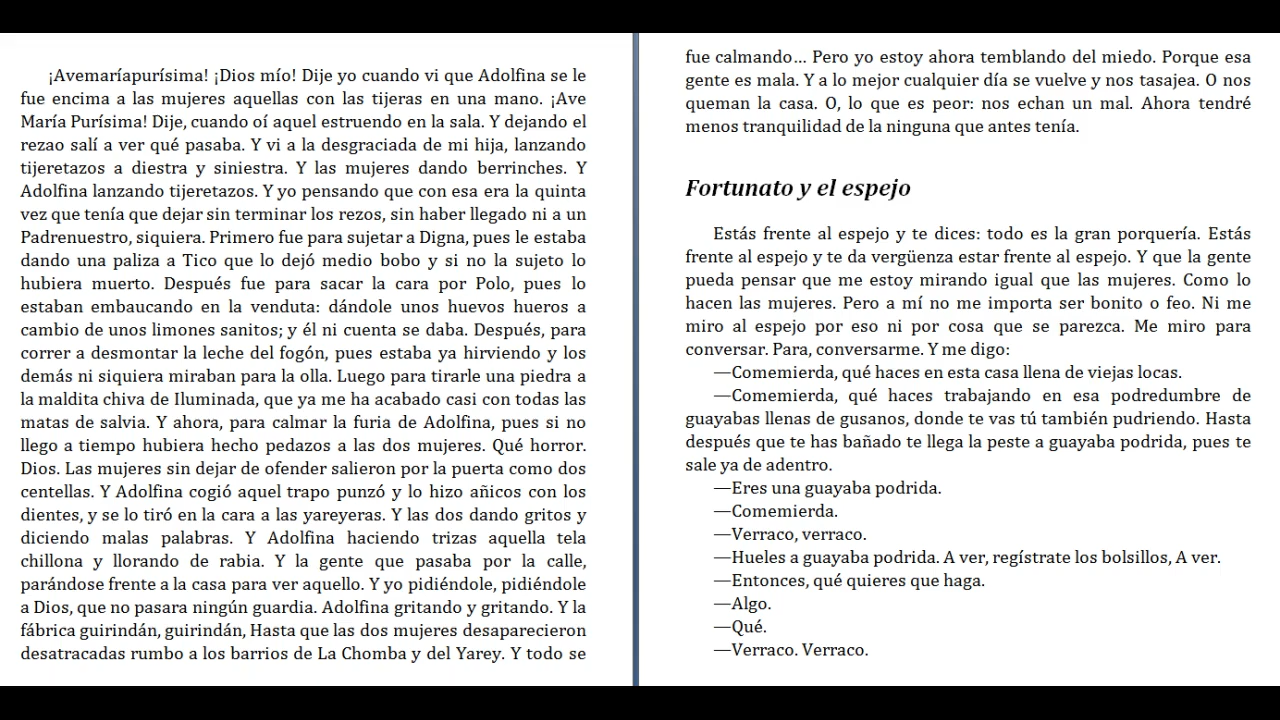 ¡Avemaríapurísima! ¡Dios mío! Dije yo cuando vi que Adolfina se le
fue encima a las mujeres aquellas con las tijeras en una mano. ¡Ave
María Purísima! Dije, cuando oí aquel estruendo en la sala. Y dejando el
rezao salí a ver qué pasaba. Y vi a la desgraciada de mi hija, lanzando
tijeretazos a diestra y siniestra. Y las mujeres dando berrinches. Y
Adolfina lanzando tijeretazos. Y yo pensando que con esa era la quinta
vez que tenía que dejar sin terminar los rezos, sin haber llegado ni a un
Padrenuestro, siquiera. Primero fue para sujetar a Digna, pues le estaba
dando una paliza a Tico que lo dejó medio bobo y si no la sujeto lo
hubiera muerto. Después fue para sacar la cara por Polo, pues lo
estaban embaucando en la venduta: dándole unos huevos hueros a
cambio de unos limones sanitos; y él ni cuenta se daba. Después, para
correr a desmontar la leche del fogón, pues estaba ya hirviendo y los
demás ni siquiera miraban para la olla. Luego para tirarle una piedra a
la maldita chiva de Iluminada, que ya me ha acabado casi con todas las
matas de salvia. Y ahora, para calmar la furia de Adolfina, pues si no
llego a tiempo hubiera hecho pedazos a las dos mujeres. Qué horror.
Dios. Las mujeres sin dejar de ofender salieron por la puerta como dos
centellas. Y Adolfina cogió aquel trapo punzó y lo hizo añicos con los
dientes, y se lo tiró en la cara a las yareyeras. Y las dos dando gritos y
diciendo malas palabras. Y Adolfina haciendo trizas aquella tela
chillona y llorando de rabia. Y la gente que pasaba por la calle,
parándose frente a la casa para ver aquello. Y yo pidiéndole, pidiéndole
a Dios, que no pasara ningún guardia. Adolfina gritando y gritando. Y la
fábrica guirindán, guirindán, Hasta que las dos mujeres desaparecieron
desatracadas rumbo a los barrios de La Chomba y del Yarey. Y todo se
fue calmando... Pero yo estoy ahora temblando del miedo. Porque esa
gente es mala. Y a lo mejor cualquier día se vuelve y nos tasajea. O nos
queman la casa. O, lo que es peor: nos echan un mal. Ahora tendré
menos tranquilidad de la ninguna que antes tenía.
Fortunato y el espejo
Estás frente al espejo y te dices: todo es la gran porquería. Estás
frente al espejo y te da vergüenza estar frente al espejo. Y que la gente
pueda pensar que me estoy mirando igual que las mujeres. Como lo
hacen las mujeres. Pero a mí no me importa ser bonito o feo. Ni me
miro al espejo por eso ni por cosa que se parezca. Me miro para
conversar. Para, conversarme. Y me digo:
—Comemierda, qué haces en esta casa llena de viejas locas.
—Comemierda, qué haces trabajando en esa podredumbre de
guayabas llenas de gusanos, donde te vas tú también pudriendo. Hasta
después que te has bañado te llega la peste a guayaba podrida, pues te
sale ya de adentro.
—Eres una guayaba podrida.
—Comemierda.
—Verraco, verraco.
—Hueles a guayaba podrida. A ver, regístrate los bolsillos, A ver.
—Entonces, qué quieres que haga.
—Algo.
—Qué.
—Verraco. Verraco.